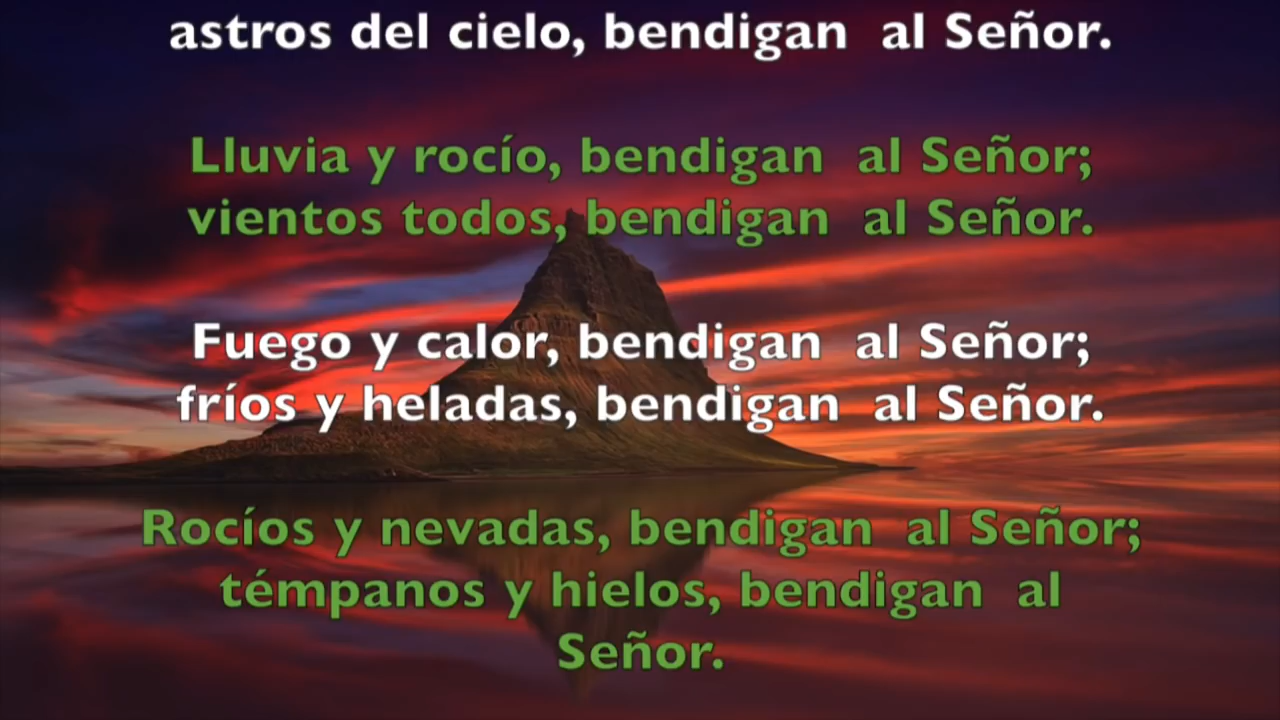 astros del cielo, bendigan al Señor.
Lluvia y rocío, bendigan al Señor;
vientos todos, bendigan al Señor.
Fuego y calor, bendigan al Señor;
fríos y heladas, bendigan al Señor.
Rocíos y nevadas, bendigan al Señor;
témpanos y hielos, bendigan al
Señor.